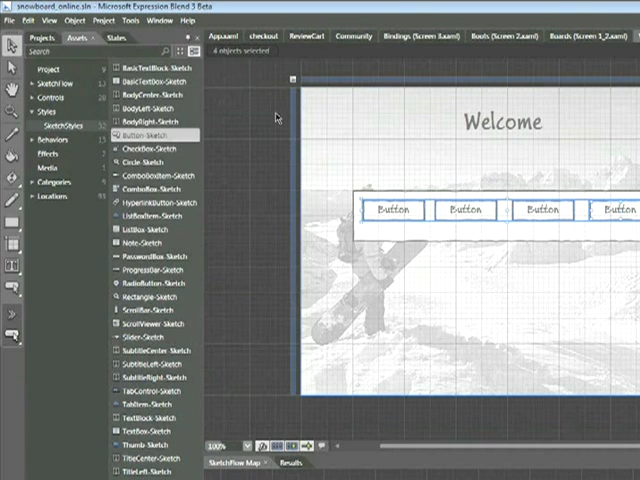 snowboard_online.sln - Microsoft Expression Blend 3 Beta
File Edit View Object Project Tools Window Help
Projects Assets × States
App.xaml checkout ReviewCart Community Bindings (Screen 3.xaml) Boots (Screen 2.xaml) Boards (Screen 1_2.xaml)
Search
4 objects selected
Project 9
SketchFlow 13
Controls
Styles
SketchStyles 32
Behaviors
Effects 2
Media 1
Categories 9
Locations
BasicTextBlock-Sketch
BasicTextBox-Sketch
BodyCenter-Sketch
BodyLeft-Sketch
BodyRight-Sketch
Button-Sketch
CheckBox-Sketch
Circle-Sketch
ComboBoxItem-Sketch
ComboBox-Sketch
HyperlinkButton-Sketch
ListBoxItem-Sketch
ListBox-Sketch
Note-Sketch
PasswordBox-Sketch
ProgressBar-Sketch
RadioButton-Sketch
Rectangle-Sketch
ScrollBar-Sketch
ScrollViewer-Sketch
Slider-Sketch
SubtitleCenter-Sketch
SubtitleLeft-Sketch
SubtitleRight-Sketch
TabControl-Sketch
TabItem-Sketch
TextBlock-Sketch
TextBox-Sketch
Thumb-Sketch
TitleCenter-Sketch
TitleLeft-Sketch
Welcome
Button Button Button Button
100%
SketchFlow Map × Results